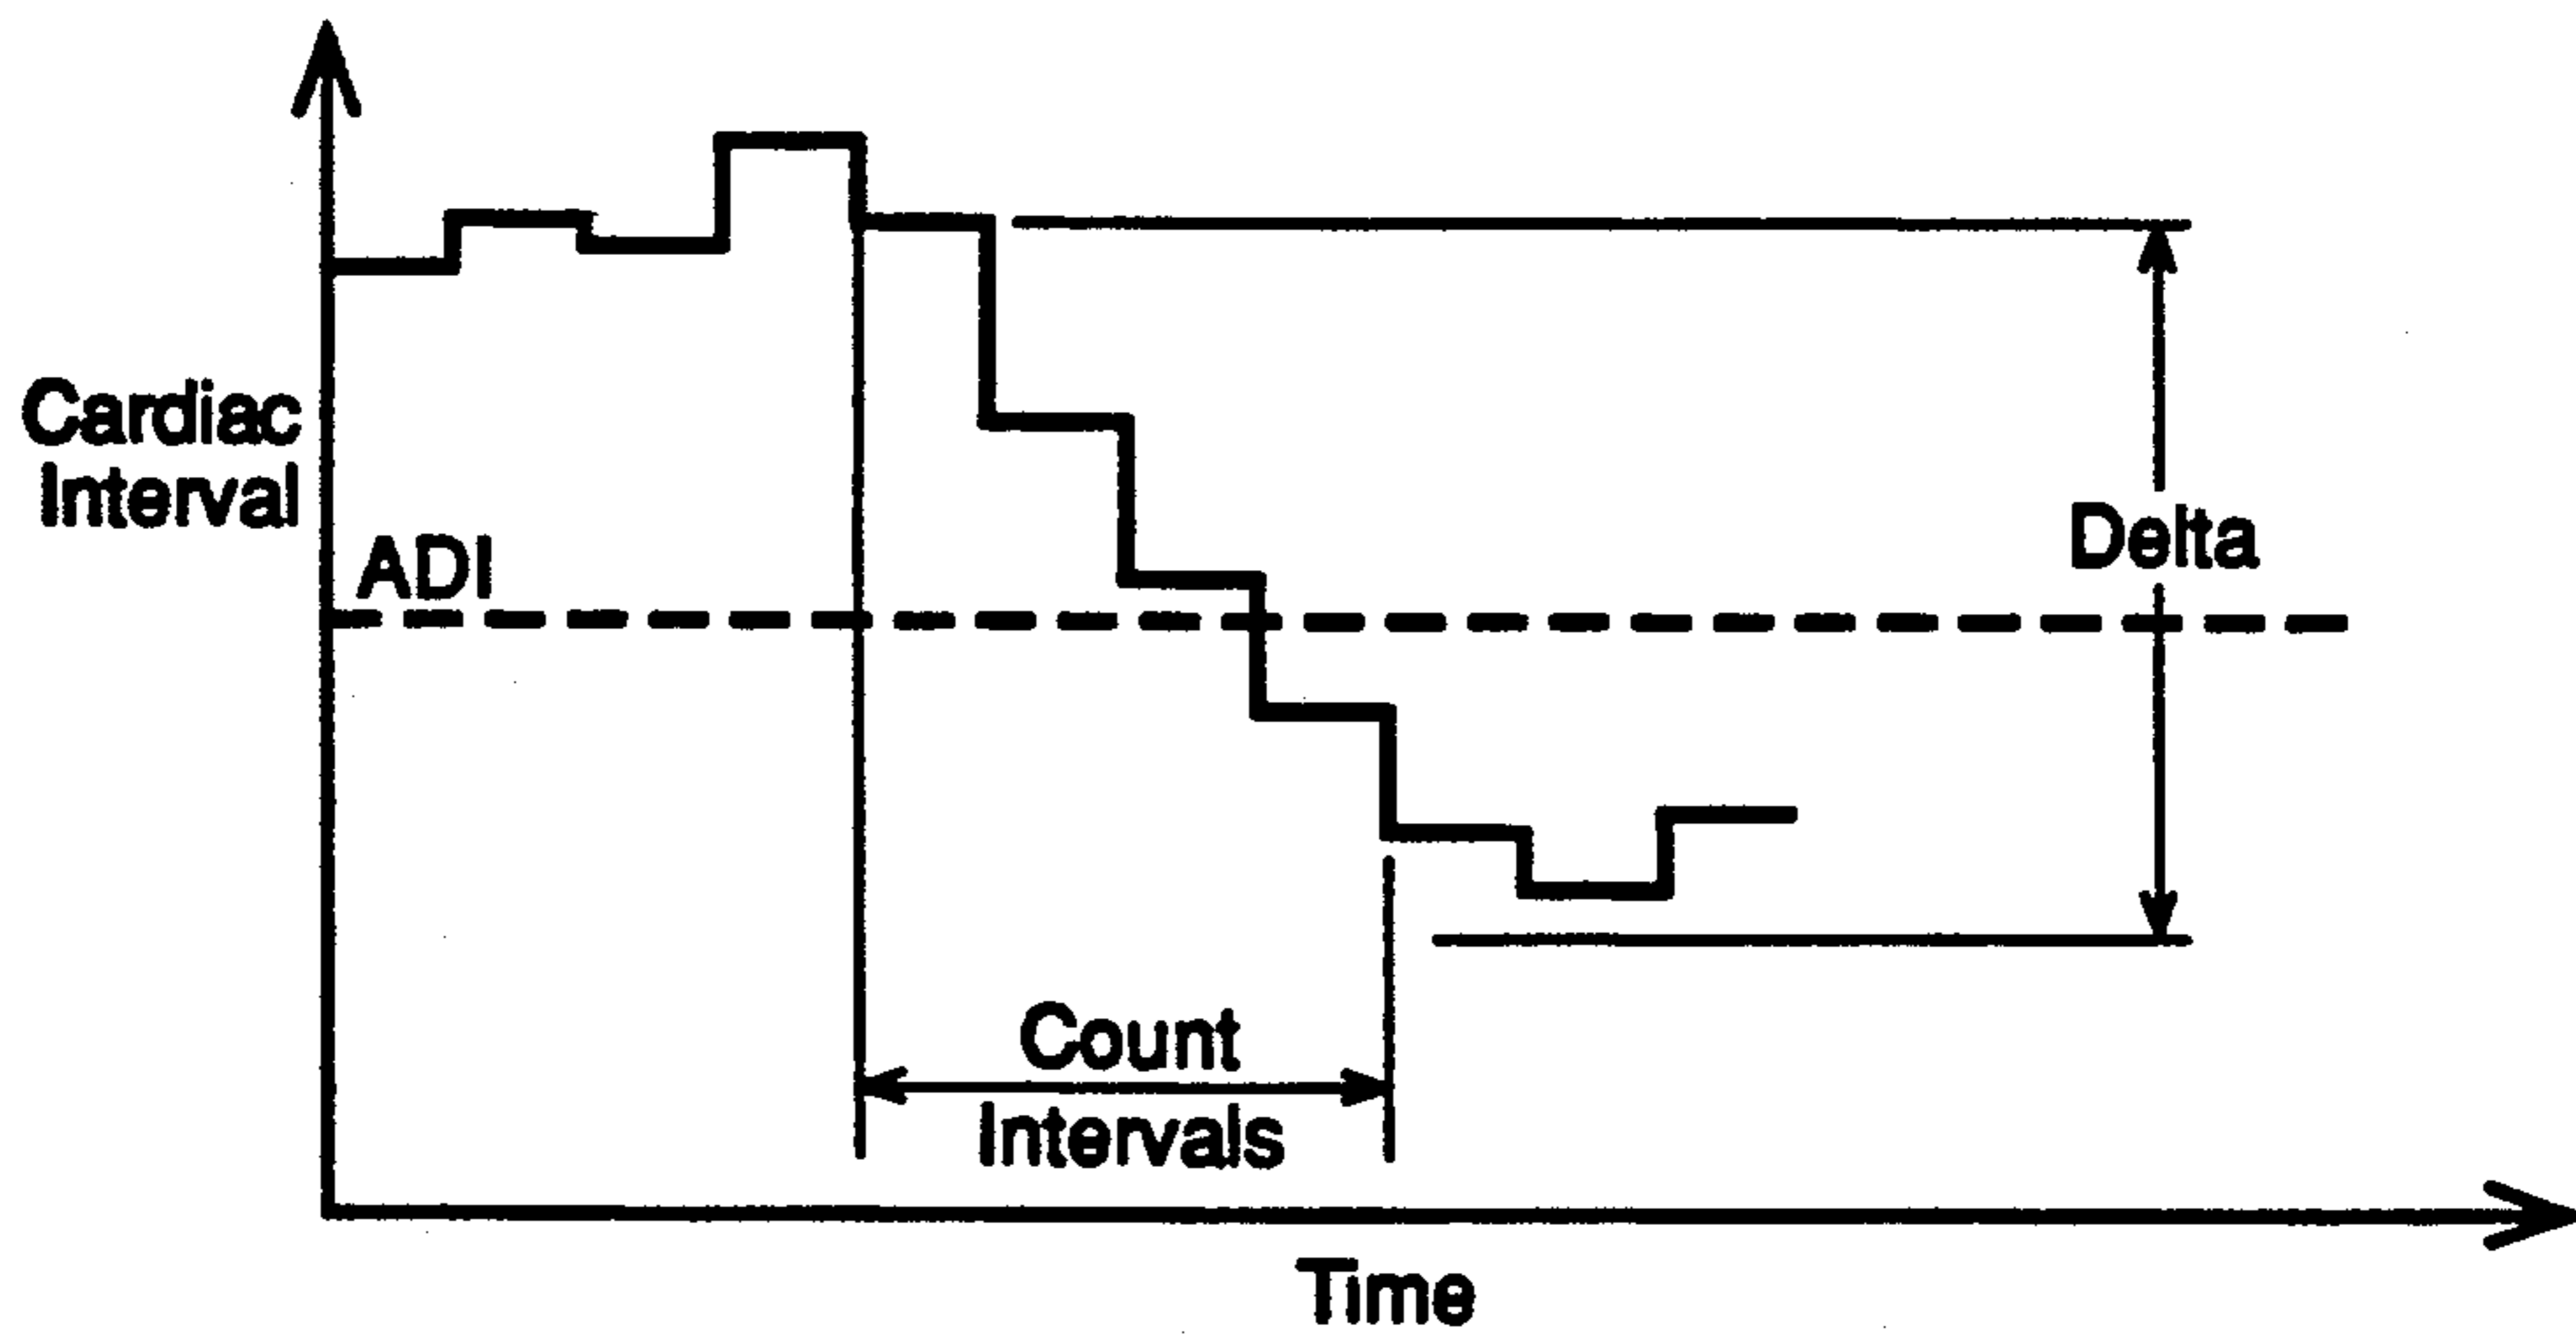 Cardiac
Interval
ADI
Delta
Count
Intervals
Time